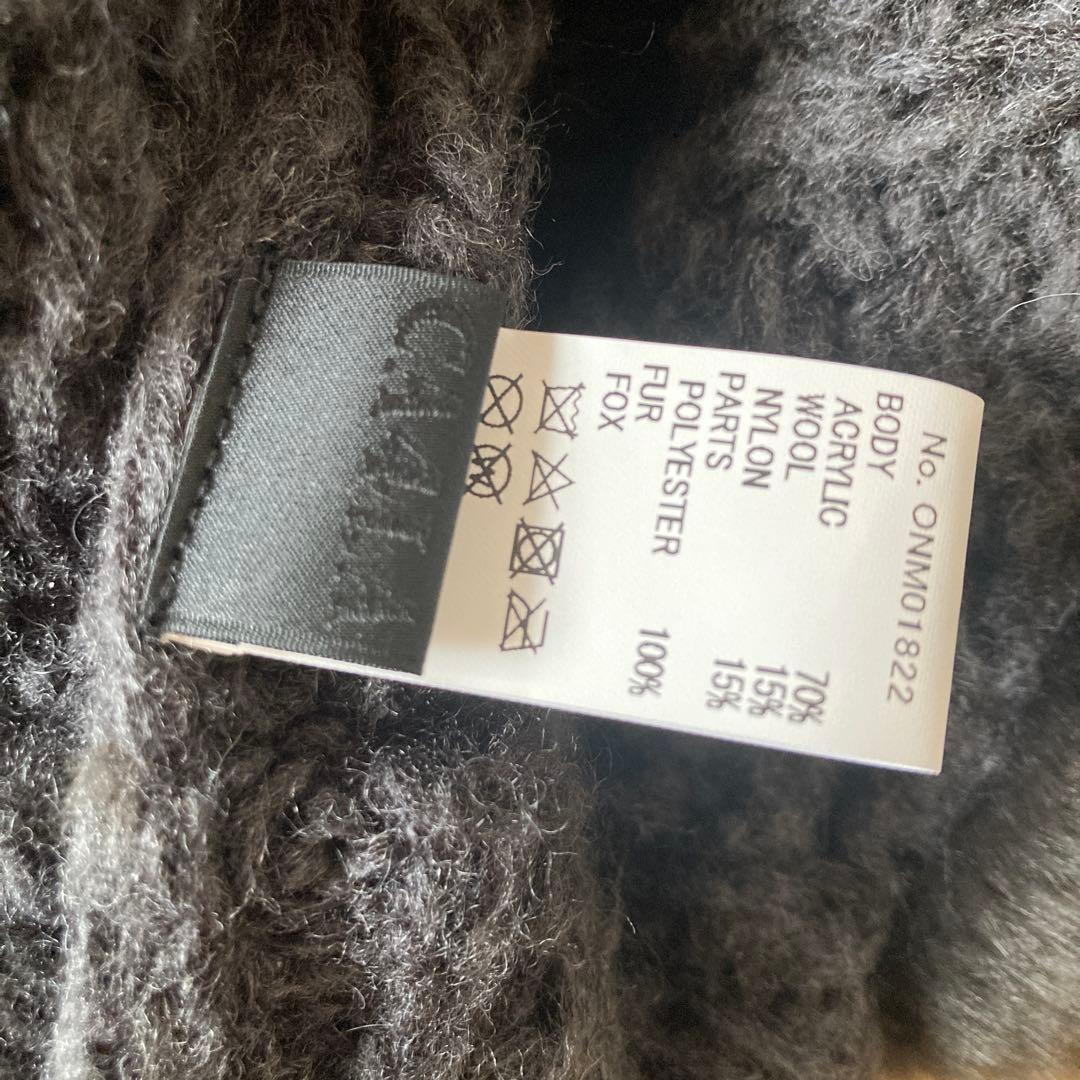 No. ONM01822
BODY
ACRYLIC 70%
WOOL 15%
NYLON 15%
PARTS
POLYESTER 100%
FUR
FOX